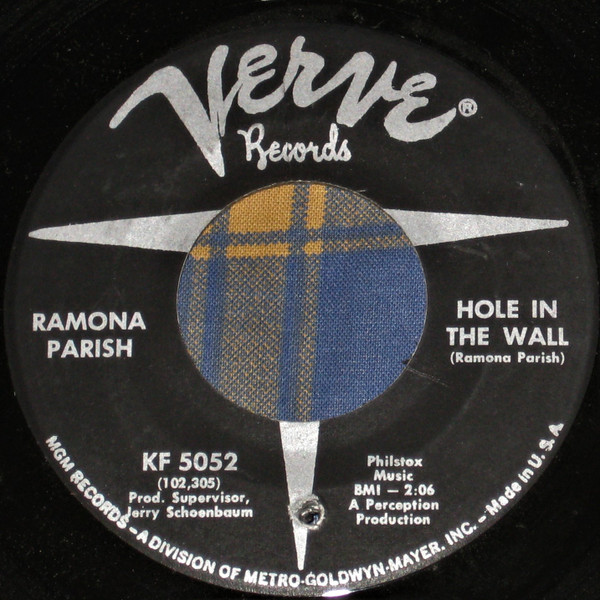 Verve®
Records
RAMONA
PARISH
HOLE IN
THE WALL
(Ramona Parish)
KF 5052
(102,305)
Prod. Supervisor,
Jerry Schoenbaum
Philstox
Music
BMI — 2:06
A Perception
Production
MGM RECORDS—A DIVISION OF METRO-GOLDWYN-MAYER, INC.—Made in U.S.A.